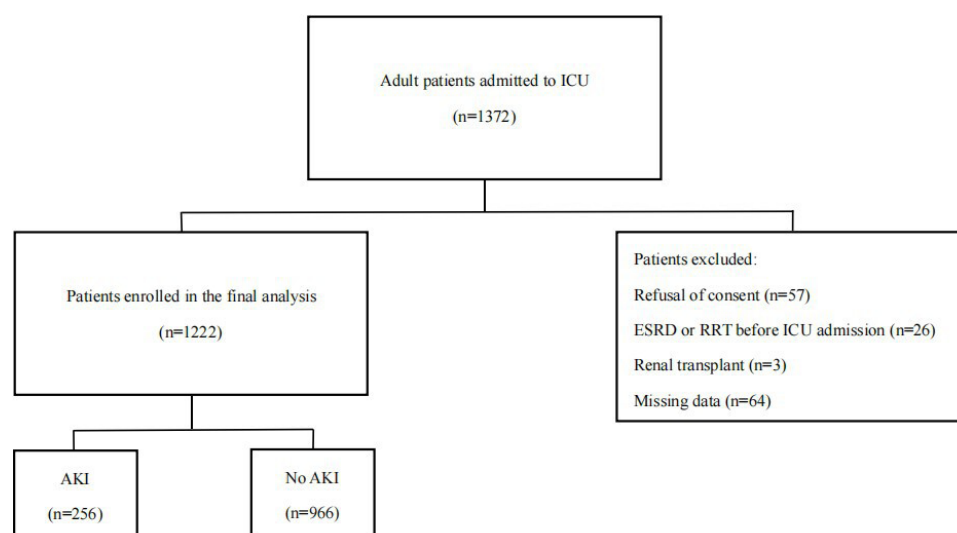 Adult patients admitted to ICU
(n=1372)
Patients enrolled in the final analysis
(n=1222)
Patients excluded:
Refusal of consent (n=57)
ESRD or RRT before ICU admission (n=26)
Renal transplant (n=3)
Missing data (n=64)
AKI
(n=256)
No AKI
(n=966)